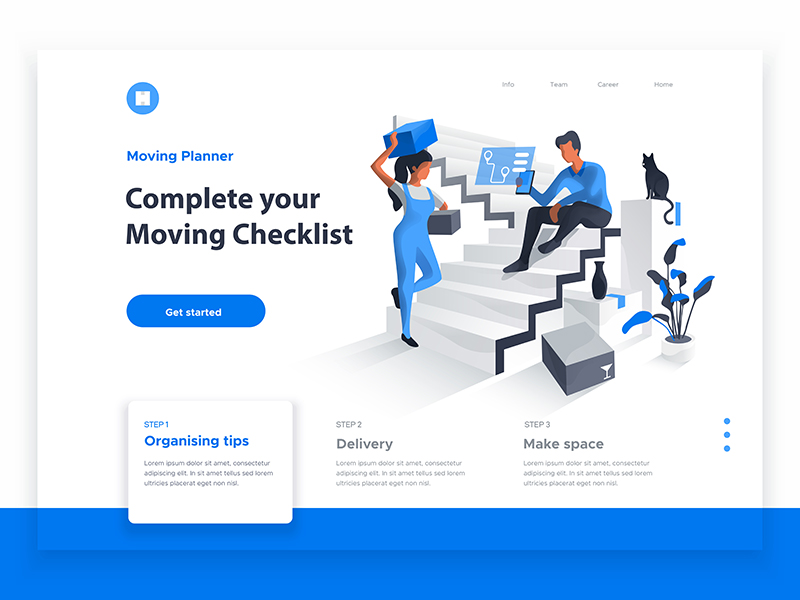 Info Team Career Home
Moving Planner
Complete your
Moving Checklist
Get started
STEP 1
Organising tips
Lorem ipsum dolor sit amet, consectetur
adipiscing elit. In sit amet tellus sed sem
ultricies placerat eget non nisl.
STEP 2
Delivery
Lorem ipsum dolor sit amet, consectetur
adipiscing elit. In sit amet tellus sed sem
ultricies placerat eget non nisl.
STEP 3
Make space
Lorem ipsum dolor sit amet, consectetur
adipiscing elit. In sit amet tellus sed sem
ultricies placerat eget non nisl.